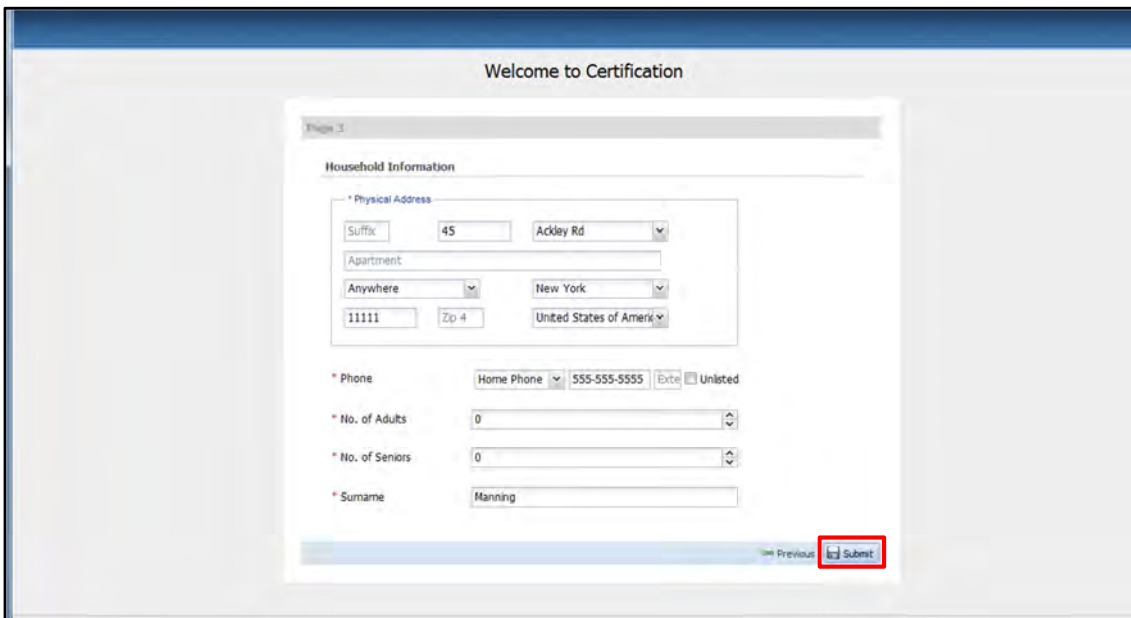 Welcome to Certification
Page 3
Household Information
* Physical Address
Suffix 45 Ackley Rd
Apartment
Anywhere New York
11111 Zip 4 United States of Americ
* Phone Home Phone 555-555-5555 Exte Unlisted
* No. of Adults 0
* No. of Seniors 0
* Surname Manning
Previous Submit